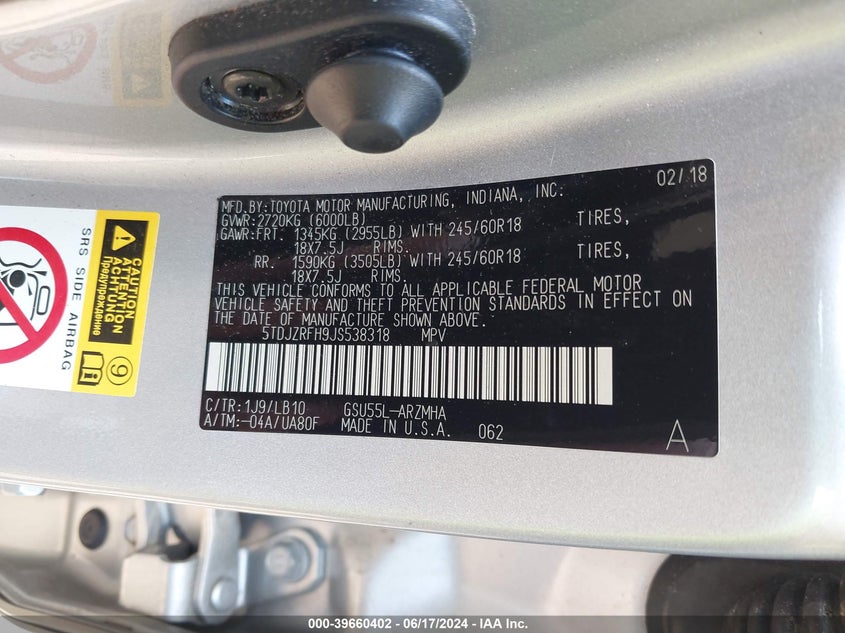 MFD.BY:TOYOTA MOTOR MANUFACTURING, INDIANA, INC. 02/18
GVWR:2720KG (6000LB)
GAWR:FRT. 1345KG (2955LB) WITH 245/60R18 TIRES,
18X7.5J RIMS.
RR. 1590KG (3505LB) WITH 245/60R18 TIRES,
18X7.5J RIMS.
THIS VEHICLE CONFORMS TO ALL APPLICABLE FEDERAL MOTOR
VEHICLE SAFETY AND THEFT PREVENTION STANDARDS IN EFFECT ON
THE DATE OF MANUFACTURE SHOWN ABOVE.
5TDJZRFH9JS538318 MPV
C/TR:1J9/LB10 GSU55L-ARZMHA
A/TM:-04A/UA80F MADE IN U.S.A. 062
A
SRS SIDE AIRBAG
CAUTION
ATTENTION
ACHTUNG
Предупреждение
9
000-39660402 - 06/17/2024 - IAA Inc.